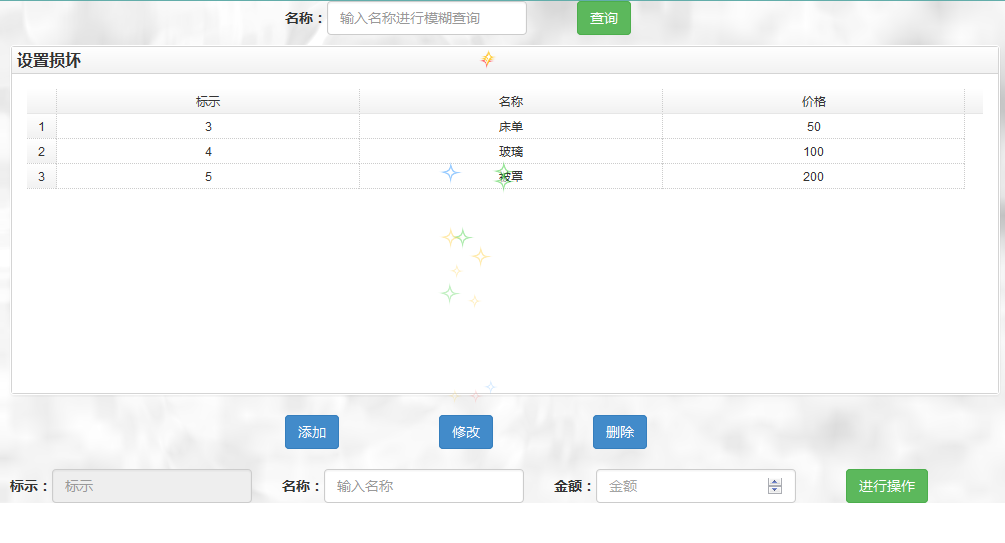 名称： 输入名称进行模糊查询 查询
设置损坏
标示 名称 价格
1 3 床单 50
2 4 玻璃 100
3 5 被罩 200
添加 修改 删除
标示： 标示 名称： 输入名称 金额： 金额 进行操作